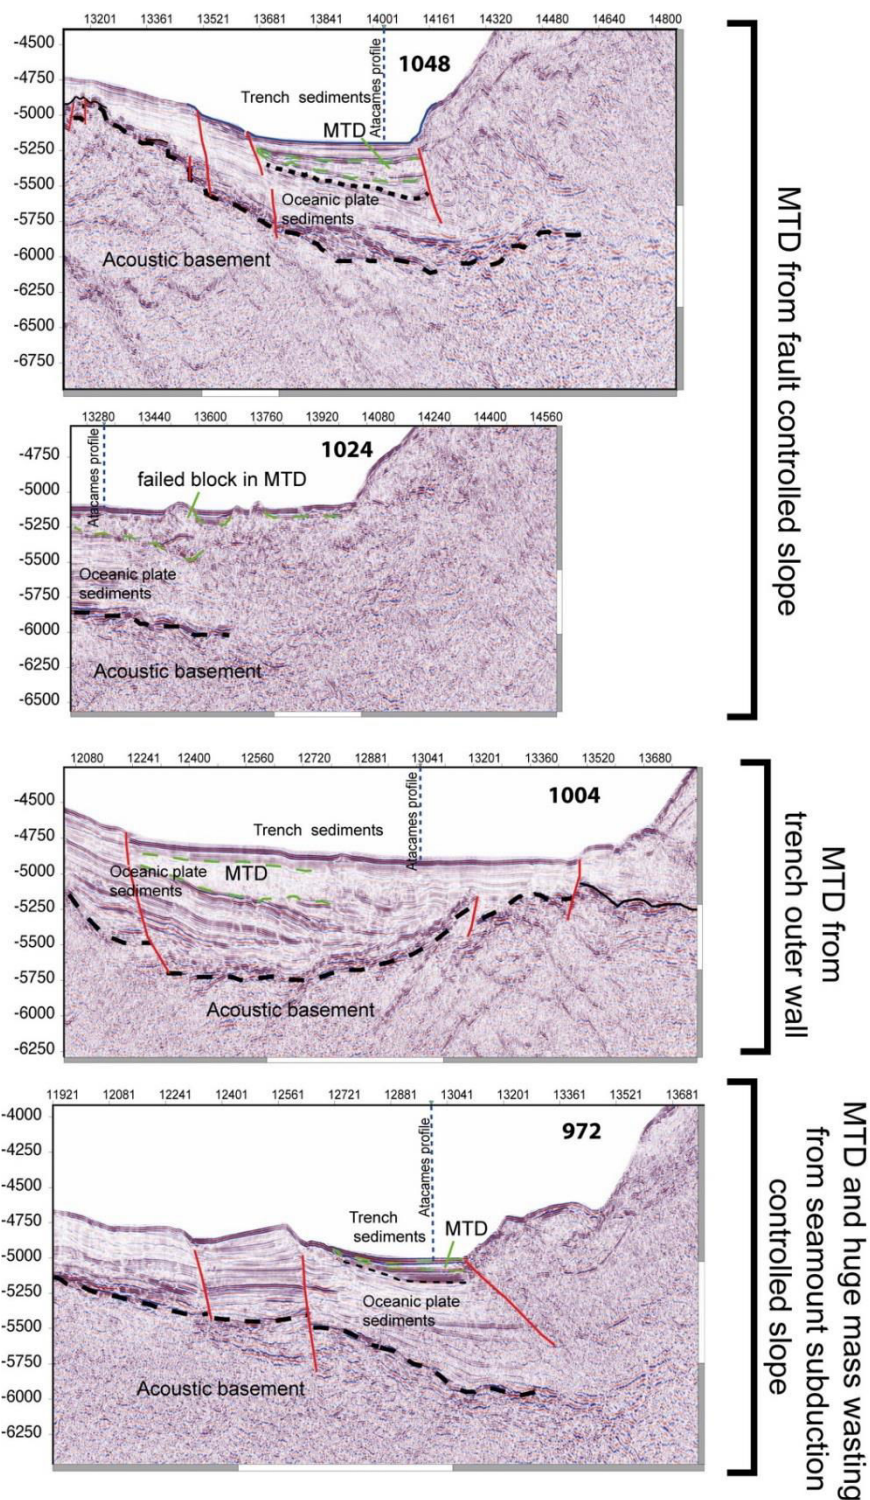 13201 13361 13521 13681 13841 14001 14161 14320 14480 14640 14800
-4500
-4750
-5000
-5250
-5500
-5750
-6000
-6250
-6500
-6750
1048
Trench sediments
Atacames profile
MTD
Oceanic plate
sediments
Acoustic basement
13280 13440 13600 13760 13920 14080 14240 14400 14560
-4750
-5000
-5250
-5500
-5750
-6000
-6250
-6500
1024
Atacames profile
failed block in MTD
Oceanic plate
sediments
Acoustic basement
MTD from fault controlled slope
12080 12241 12400 12560 12720 12881 13041 13201 13360 13520 13680
-4500
-4750
-5000
-5250
-5500
-5750
-6000
-6250
1004
Trench sediments
Atacames profile
Oceanic plate
sediments
MTD
Acoustic basement
MTD from
trench outer wall
11921 12081 12241 12401 12561 12721 12881 13041 13201 13361 13521 13681
-4000
-4250
-4500
-4750
-5000
-5250
-5500
-5750
-6000
-6250
972
Atacames profile
Trench
sediments
MTD
Oceanic plate
sediments
Acoustic basement
MTD and huge mass wasting
from seamount subduction
controlled slope